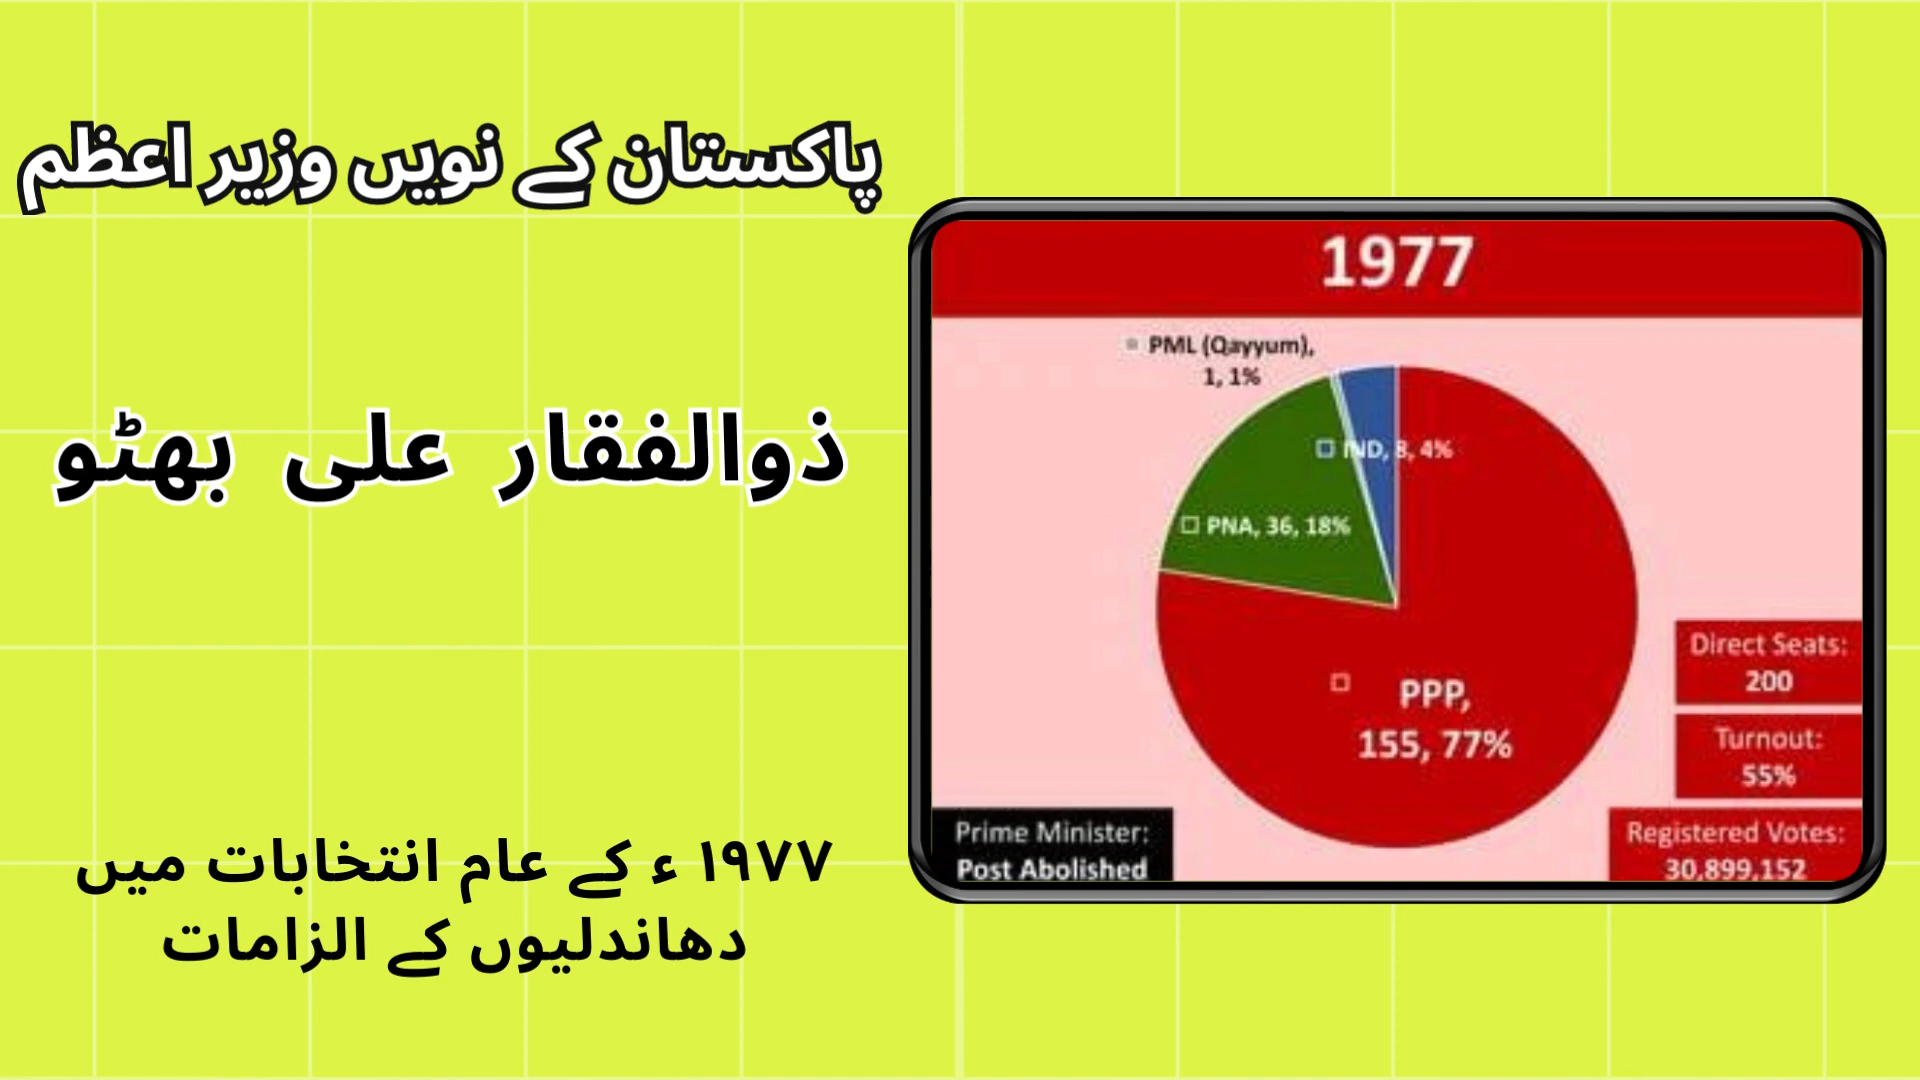 پاکستان کے نویں وزیر اعظم
ذوالفقار علی بھٹو
۱۹۷۷ ء کے عام انتخابات میں
دھاندلیوں کے الزامات
1977
PML (Qayyum),
1, 1%
IND, 8, 4%
PNA, 36, 18%
PPP,
155, 77%
Direct Seats:
200
Turnout:
55%
Registered Votes:
30,899,152
Prime Minister:
Post Abolished